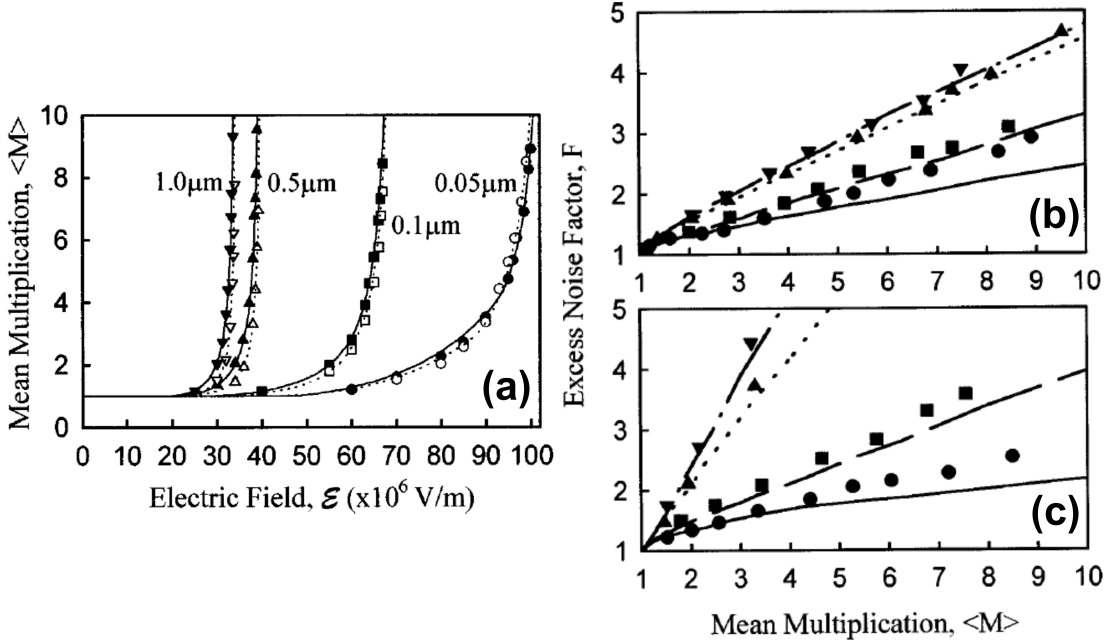 10
8
6
4
2
0
Mean Multiplication, <M>
1.0μm
0.5μm
0.1μm
0.05μm
(a)
0 10 20 30 40 50 60 70 80 90 100
Electric Field, ℰ (x10⁶ V/m)
5
4
3
2
1
(b)
1 2 3 4 5 6 7 8 9 10
Excess Noise Factor, F
5
4
3
2
1
(c)
1 2 3 4 5 6 7 8 9 10
Mean Multiplication, <M>